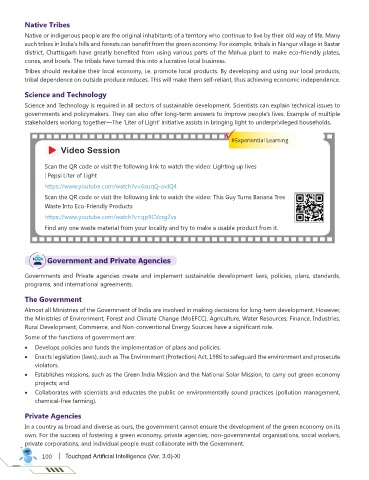 Native Tribes
Native or indigenous people are the original inhabitants of a territory who continue to live by their old way of life. Many
such tribes in India's hills and forests can benefit from the green economy. For example, tribals in Nangur village in Bastar
district, Chattisgarh have greatly benefited from using various parts of the Mahua plant to make eco-friendly plates,
cones, and bowls. The tribals have turned this into a lucrative local business.
Tribes should revitalise their local economy, i.e. promote local products. By developing and using our local products,
tribal dependence on outside produce reduces. This will make them self-reliant, thus achieving economic independence.
Science and Technology
Science and Technology is required in all sectors of sustainable development. Scientists can explain technical issues to
governments and policymakers. They can also offer long-term answers to improve people's lives. Example of multiple
stakeholders working together—The 'Liter of Light' initiative assists in bringing light to underprivileged households.
#Experiential Learning
Video Session
Scan the QR code or visit the following link to watch the video: Lighting up lives
| Pepsi Liter of Light
Scan the QR code or visit the following link to watch the video: This Guy Turns Banana Tree
Waste Into Eco-Friendly Products
Find any one waste material from your locality and try to make a usable product from it.
Government and Private Agencies
Governments and Private agencies create and implement sustainable development laws, policies, plans, standards,
programs, and international agreements.
The Government
Almost all Ministries of the Government of India are involved in making decisions for long-term development. However,
the Ministries of Environment, Forest and Climate Change (MoEFCC), Agriculture, Water Resources, Finance, Industries,
Rural Development, Commerce, and Non-conventional Energy Sources have a significant role.
Some of the functions of government are:
• Develops policies and funds the implementation of plans and policies.
• Enacts legislation (laws), such as The Environment (Protection) Act, 1986 to safeguard the environment and prosecute
violators.
• Establishes missions, such as the Green India Mission and the National Solar Mission, to carry out green economy
projects; and
• Collaborates with scientists and educates the public on environmentally sound practices (pollution management,
chemical-free farming).
Private Agencies
In a country as broad and diverse as ours, the government cannot ensure the development of the green economy on its
own. For the success of fostering a green economy, private agencies, non-governmental organisations, social workers,
private corporations, and individual people must collaborate with the Government.
100 | Touchpad Artificial Intelligence (Ver. 3.0)-XI